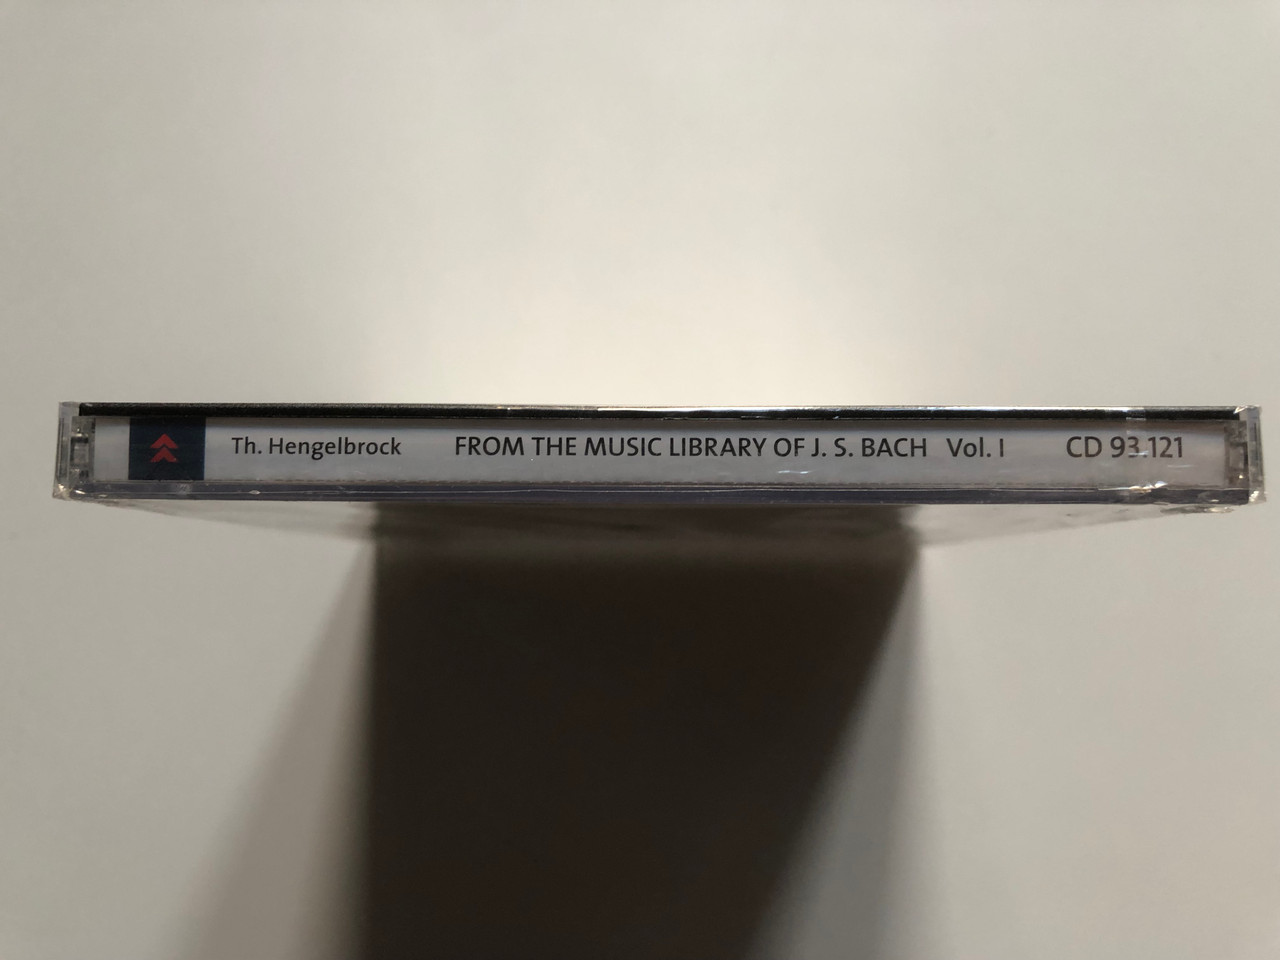 Th. Hengelbrock FROM THE MUSIC LIBRARY OF J. S. BACH Vol. I CD 93.121